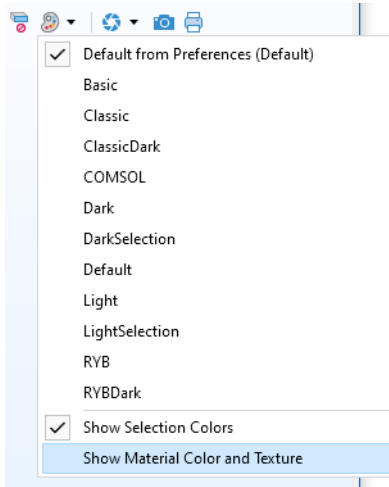 Default from Preferences (Default)
Basic
Classic
ClassicDark
COMSOL
Dark
DarkSelection
Default
Light
LightSelection
RYB
RYBDark
Show Selection Colors
Show Material Color and Texture